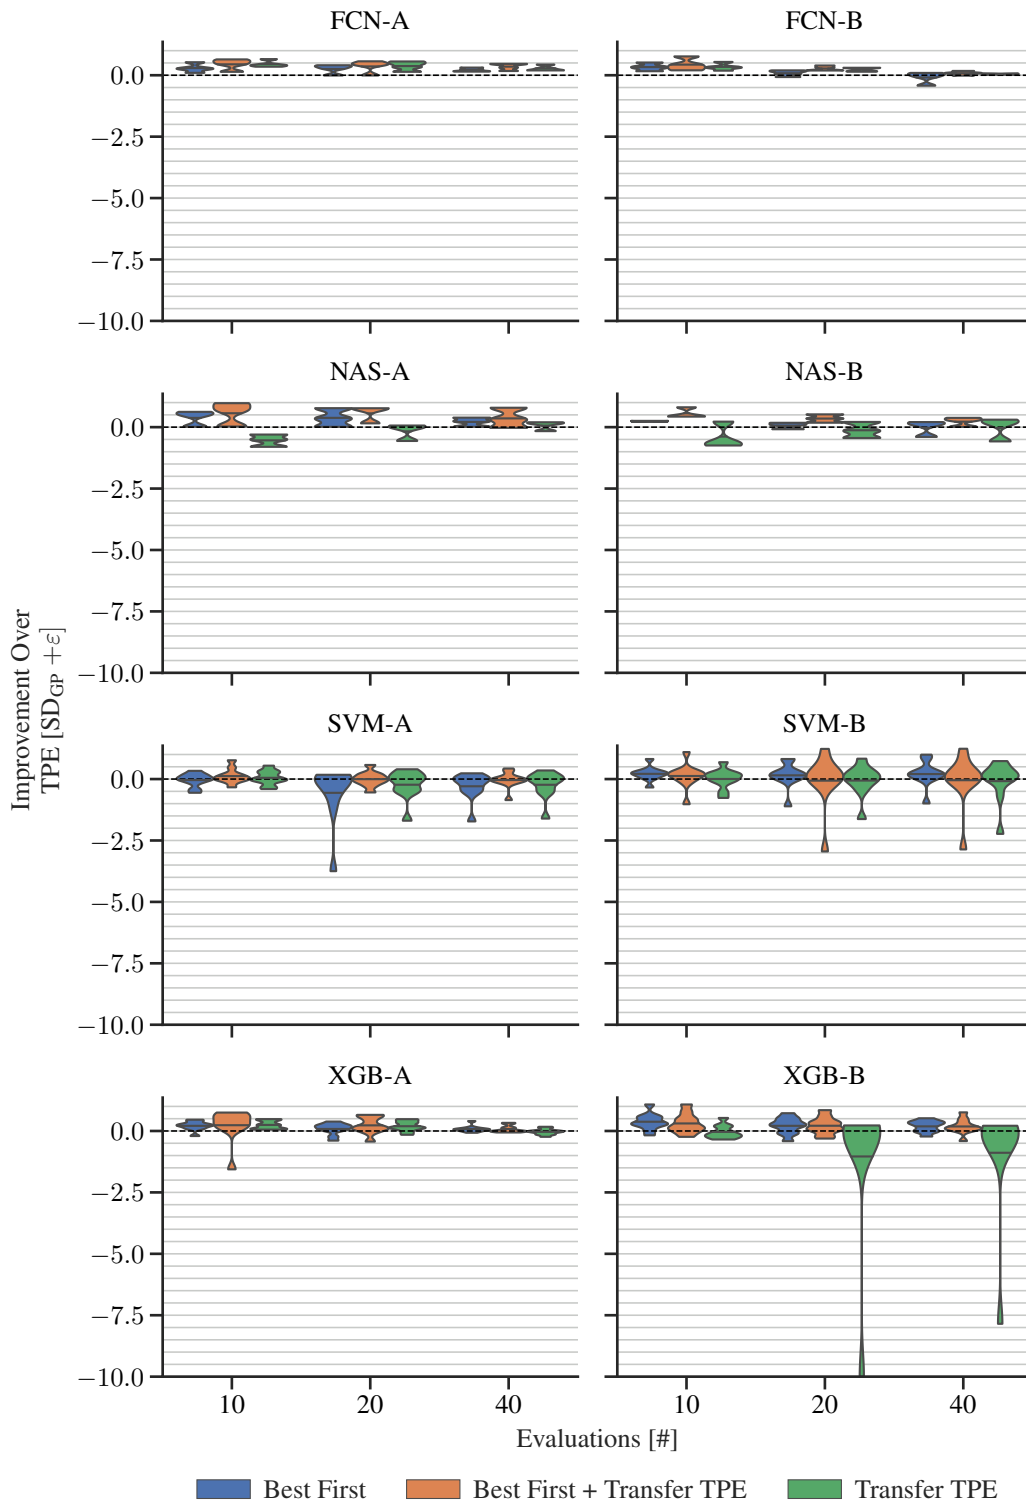 FCN-A
FCN-B
0.0
−2.5
−5.0
−7.5
−10.0
NAS-A
NAS-B
0.0
−2.5
−5.0
−7.5
−10.0
Improvement Over
TPE [SD_GP +ε]
SVM-A
SVM-B
0.0
−2.5
−5.0
−7.5
−10.0
XGB-A
XGB-B
0.0
−2.5
−5.0
−7.5
−10.0
10 20 40 10 20 40
Evaluations [#]
Best First Best First + Transfer TPE Transfer TPE